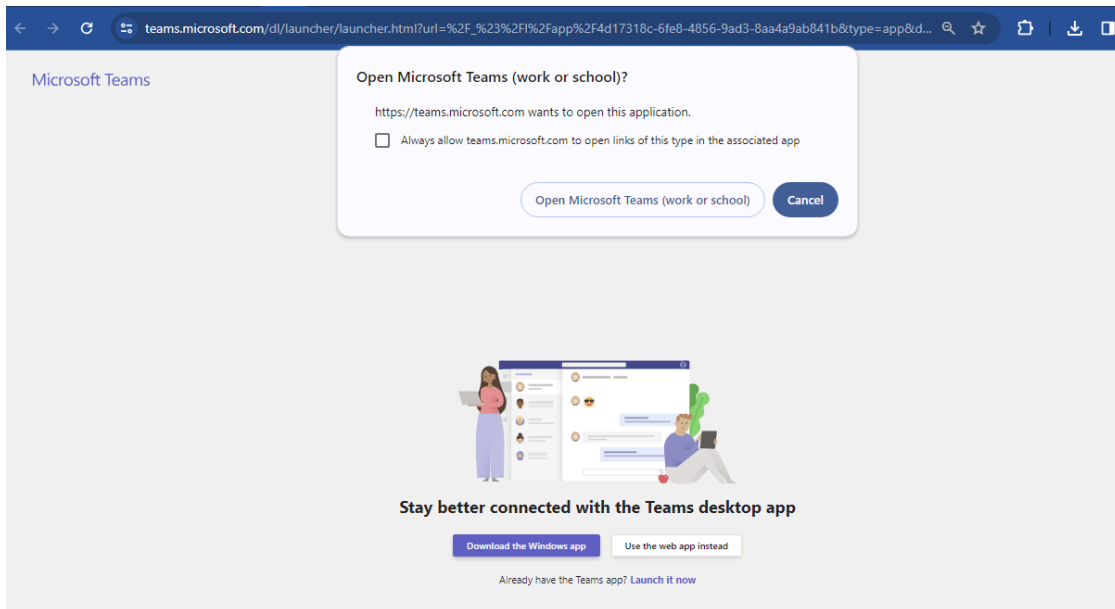 teams.microsoft.com/dl/launcher/launcher.html?url=%2F_%23%2Fl%2Fapp%2F4d17318c-6fe8-4856-9ad3-8aa4a9ab841b&type=app&d...
Microsoft Teams
Open Microsoft Teams (work or school)?
https://teams.microsoft.com wants to open this application.
Always allow teams.microsoft.com to open links of this type in the associated app
Open Microsoft Teams (work or school) Cancel
Stay better connected with the Teams desktop app
Download the Windows app Use the web app instead
Already have the Teams app? Launch it now